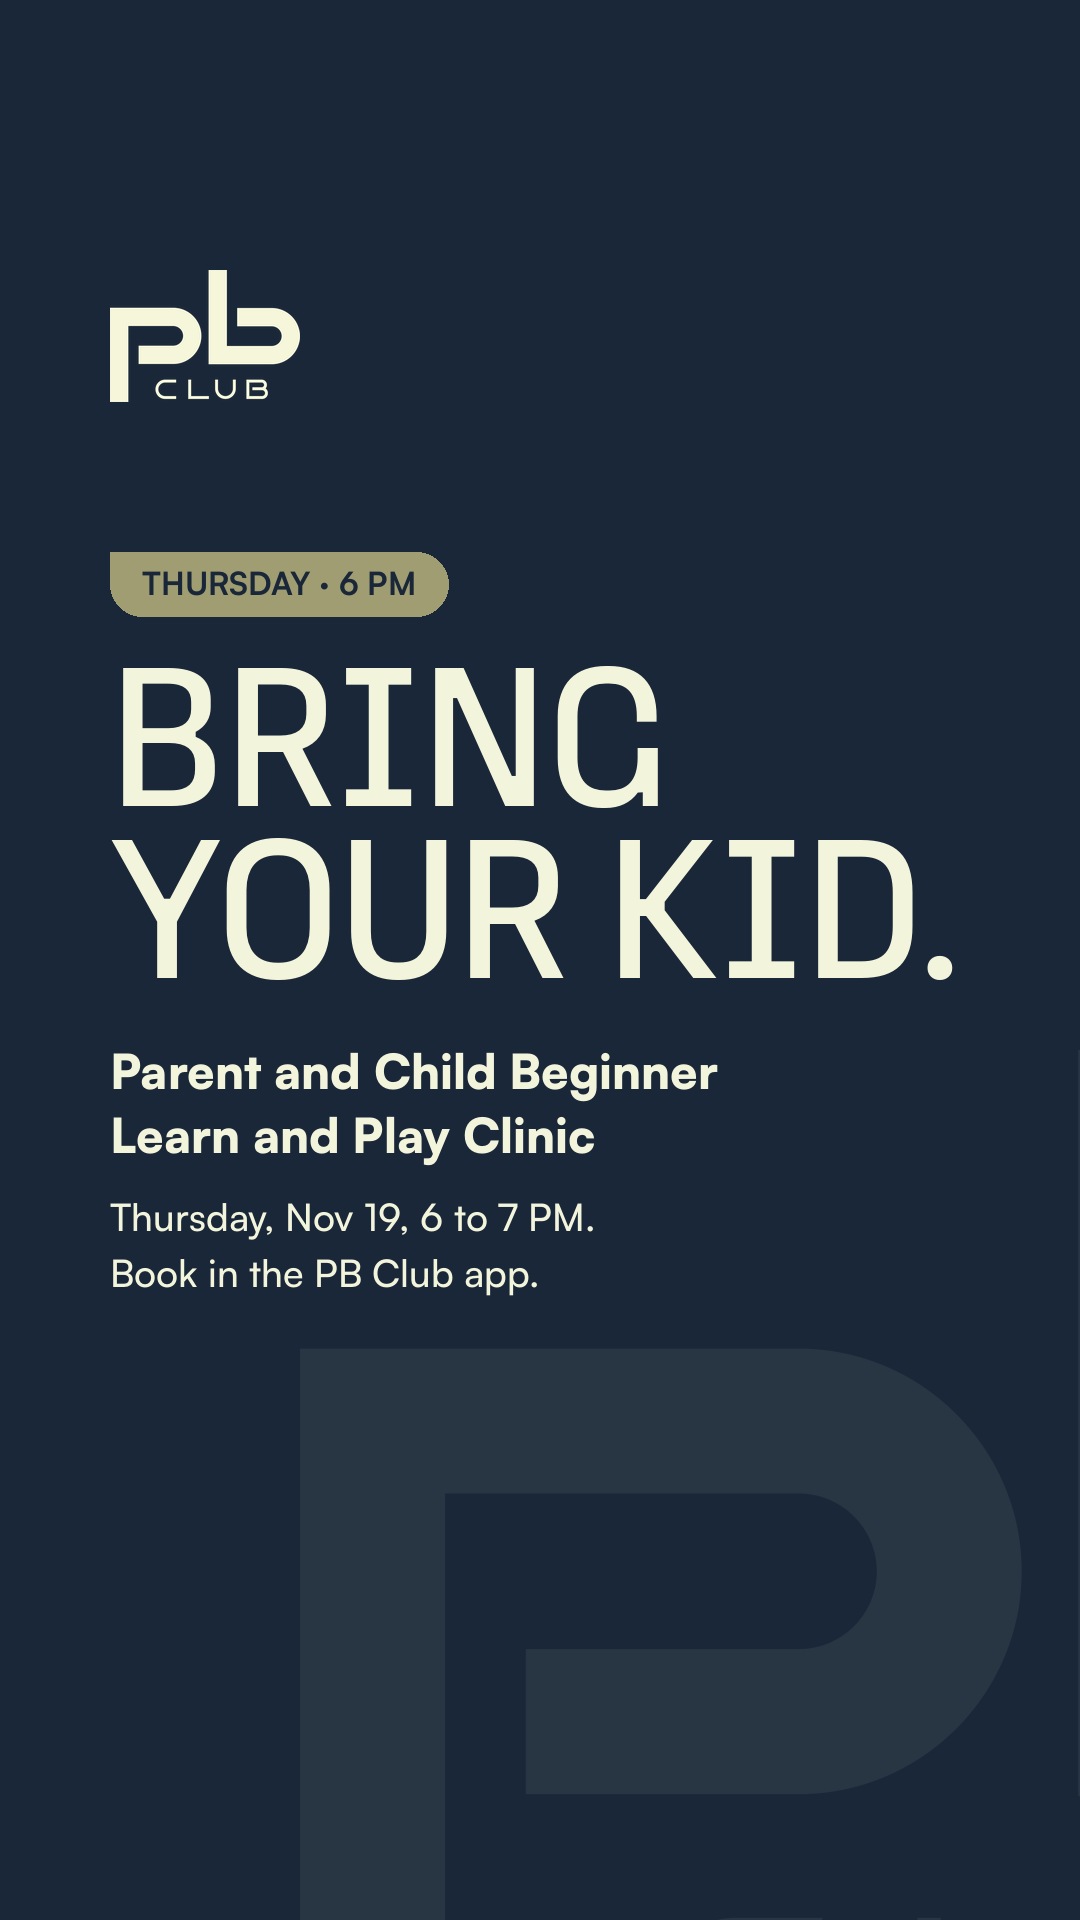 pb
CLUB
THURSDAY · 6 PM
BRING
YOUR KID.
Parent and Child Beginner
Learn and Play Clinic
Thursday, Nov 19, 6 to 7 PM.
Book in the PB Club app.